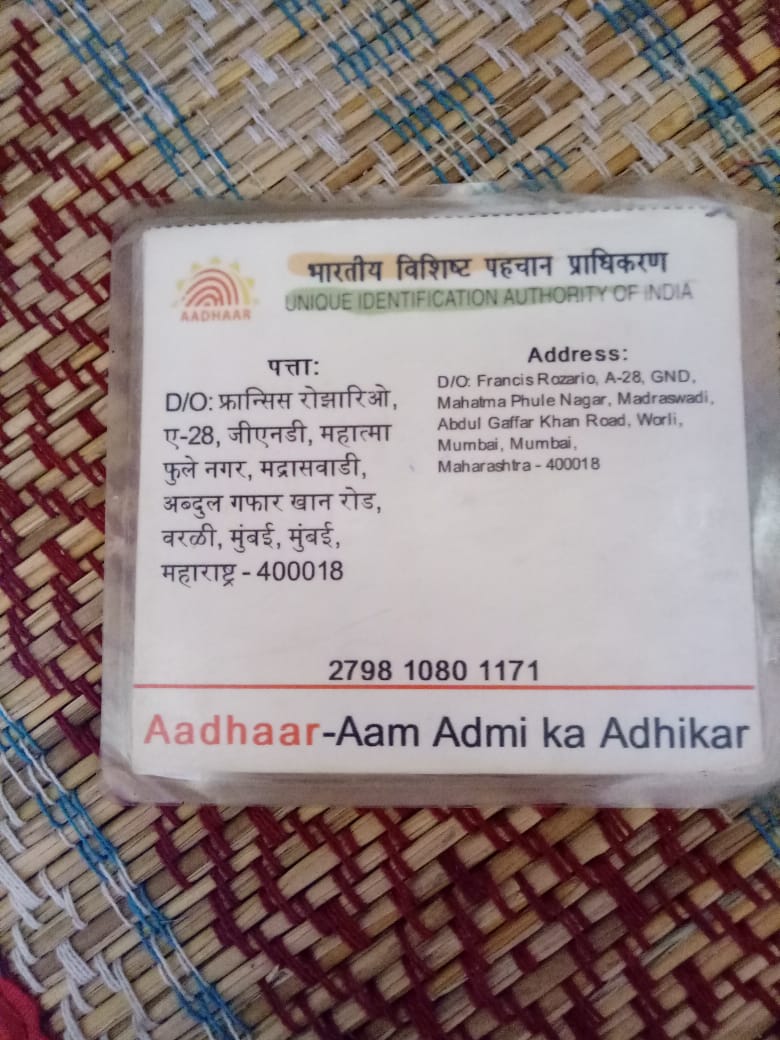 AADHAAR
भारतीय विशिष्ट पहचान प्राधिकरण
UNIQUE IDENTIFICATION AUTHORITY OF INDIA
पत्ता:
D/O: फ्रान्सिस रोझारिओ,
ए-28, जीएनडी, महात्मा
फुले नगर, मद्रासवाडी,
अब्दुल गफार खान रोड,
वरळी, मुंबई, मुंबई,
महाराष्ट्र - 400018
Address:
D/O: Francis Rozario, A-28, GND,
Mahatma Phule Nagar, Madraswadi,
Abdul Gaffar Khan Road, Worli,
Mumbai, Mumbai,
Maharashtra - 400018
2798 1080 1171
Aadhaar-Aam Admi ka Adhikar